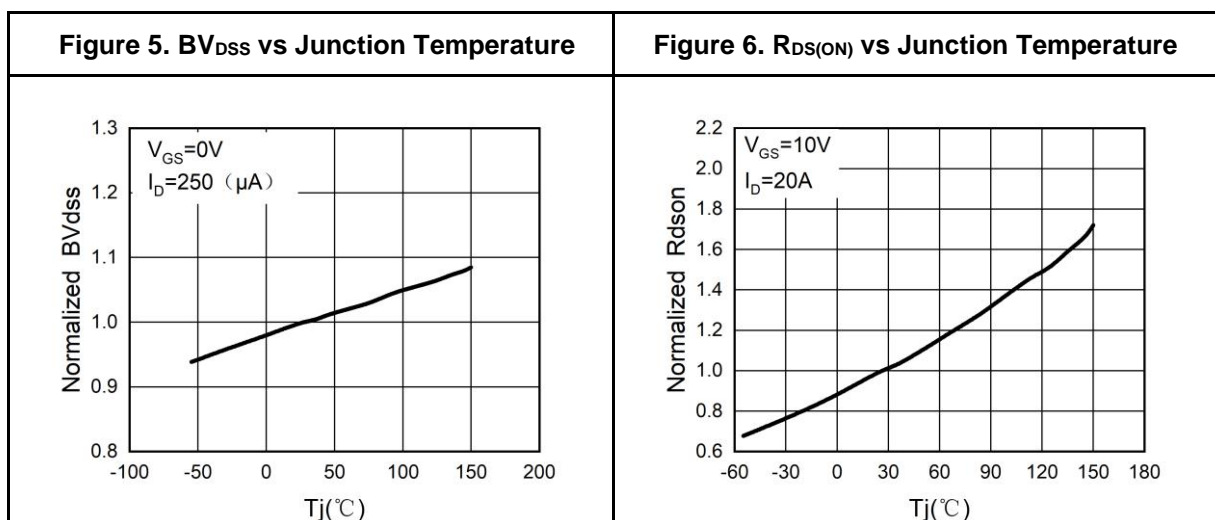 Figure 5. BVDSS vs Junction Temperature
Figure 6. RDS(ON) vs Junction Temperature
VGS=0V
ID=250（μA）
Normalized BVdss
1.3
1.2
1.1
1.0
0.9
0.8
-100 -50 0 50 100 150 200
Tj(℃)
VGS=10V
ID=20A
Normalized Rdson
2.2
2.0
1.8
1.6
1.4
1.2
1.0
0.8
0.6
-60 -30 0 30 60 90 120 150 180
Tj(℃)